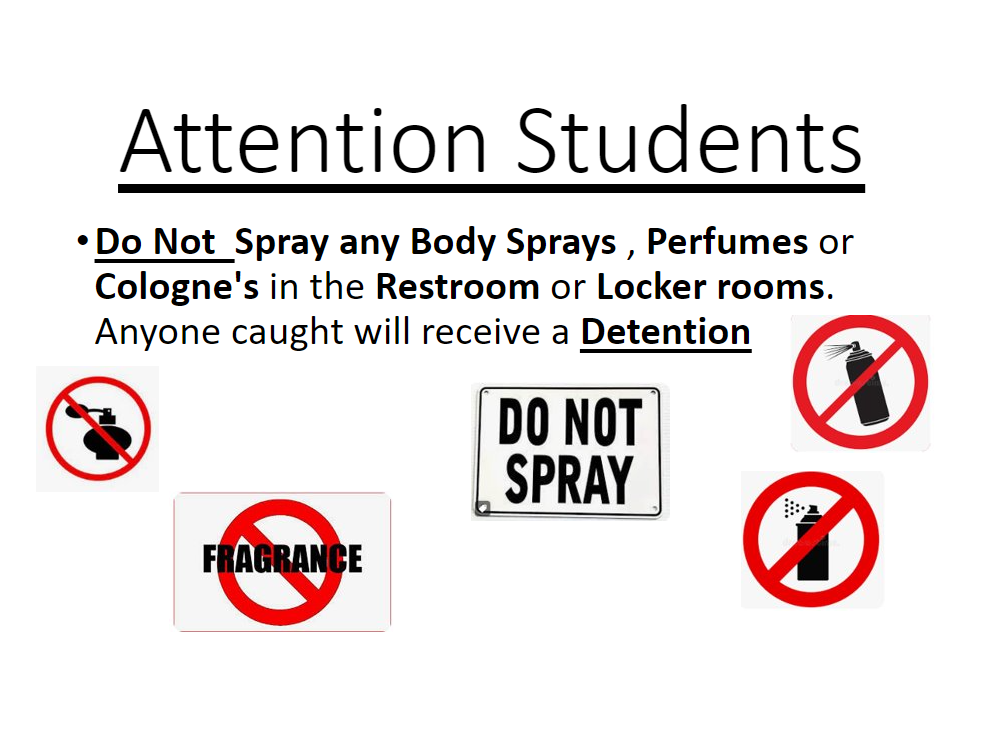 Attention Students
•Do Not  Spray any Body Sprays , Perfumes or
Cologne's in the Restroom or Locker rooms.
Anyone caught will receive a Detention
DO NOT
SPRAY
FRAGRANCE